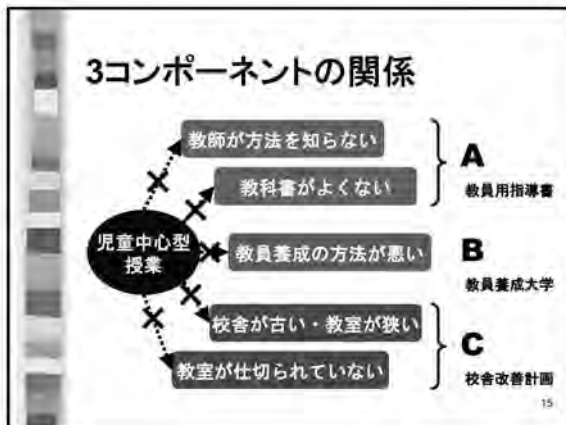 3コンポーネントの関係
教師が方法を知らない
教科書がよくない
A
教員用指導書
児童中心型
授業
教員養成の方法が悪い
B
教員養成大学
校舎が古い・教室が狭い
教室が仕切られていない
C
校舎改善計画
15